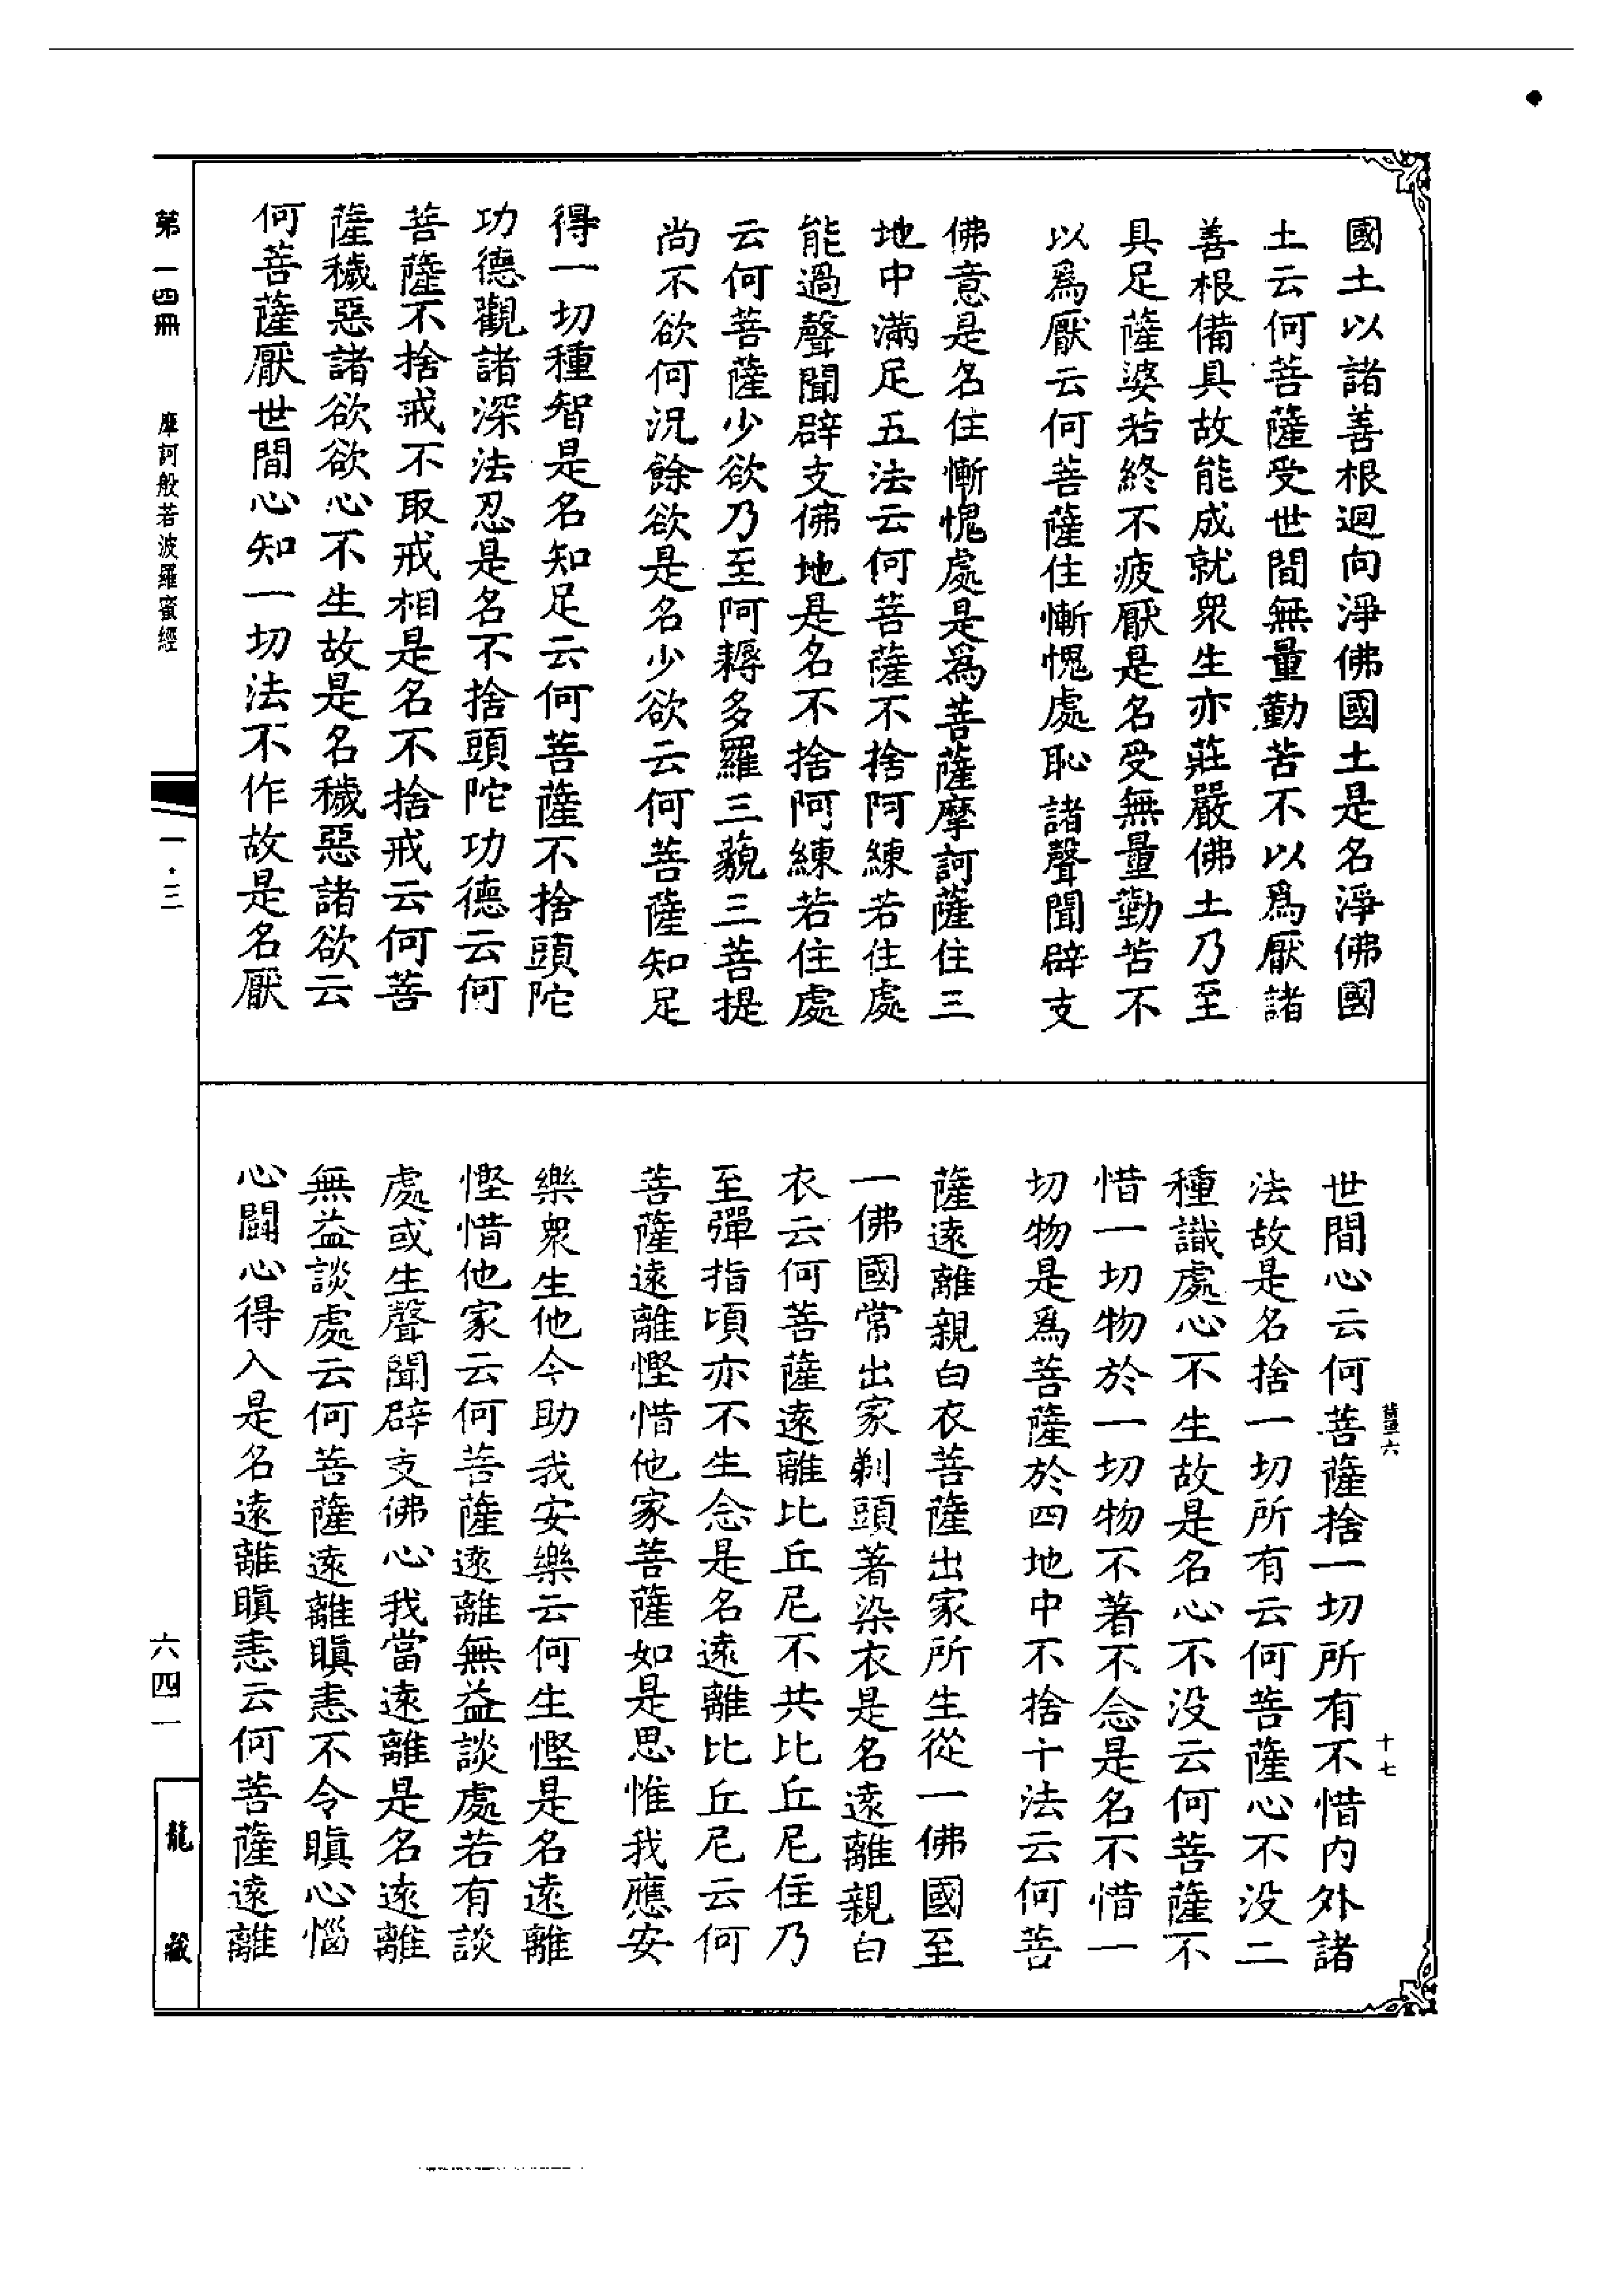 國土以諸善根迴向淨佛國土是名淨佛國
土云何菩薩受世間無量勤苦不以爲厭諸
善根備具故能成就衆生亦莊嚴佛土乃至
具足薩婆若終不疲厭是名受無量勤苦不
以爲厭云何菩薩住慚愧處恥諸聲聞辟支
佛意是名住慚愧處是爲菩薩摩訶薩住三
地中滿足五法云何菩薩不捨阿練若住處
能過聲聞辟支佛地是名不捨阿練若住處
云何菩薩少欲乃至阿耨多羅三藐三菩提
尚不欲何況餘欲是名少欲云何菩薩知足
得一切種智是名知足云何菩薩不捨頭陀
功德觀諸深法忍是名不捨頭陀功德云何
菩薩不捨戒不取戒相是名不捨戒云何菩
薩穢惡諸欲欲心不生故是名穢惡諸欲云
何菩薩厭世間心知一切法不作故是名厭
世間心云何菩薩捨一切所有不惜内外諸
法故是名捨一切所有云何菩薩心不没二
種識處心不生故是名心不没云何菩薩不
惜一切物於一切物不著不念是名不惜一
切物是爲菩薩於四地中不捨十法云何菩
薩遠離親白衣菩薩出家所生從一佛國至
一佛國常出家剃頭著染衣是名遠離親白
衣云何菩薩遠離比丘尼不共比丘尼住乃
至彈指頃亦不生念是名遠離比丘尼云何
菩薩遠離慳惜他家菩薩如是思惟我應安
樂衆生他今助我安樂云何生慳是名遠離
慳惜他家云何菩薩遠離無益談處若有談
處或生聲聞辟支佛心我當遠離是名遠離
無益談處云何菩薩遠離瞋恚不令瞋心惱
心鬪心得入是名遠離瞋恚云何菩薩遠離
六
十七
第一四冊
摩訶般若波羅蜜經
一·三
六四一
龍藏